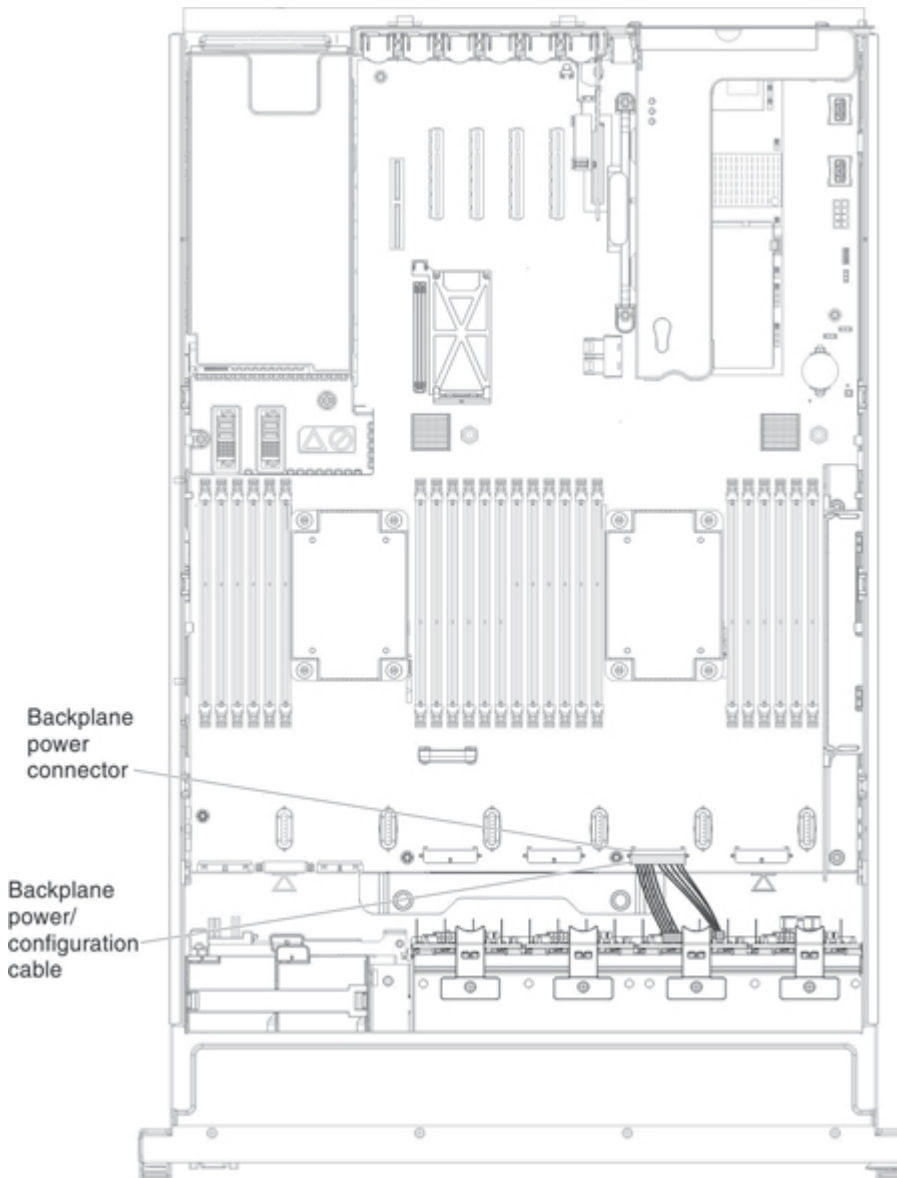 Backplane
power
connector
Backplane
power/
configuration
cable